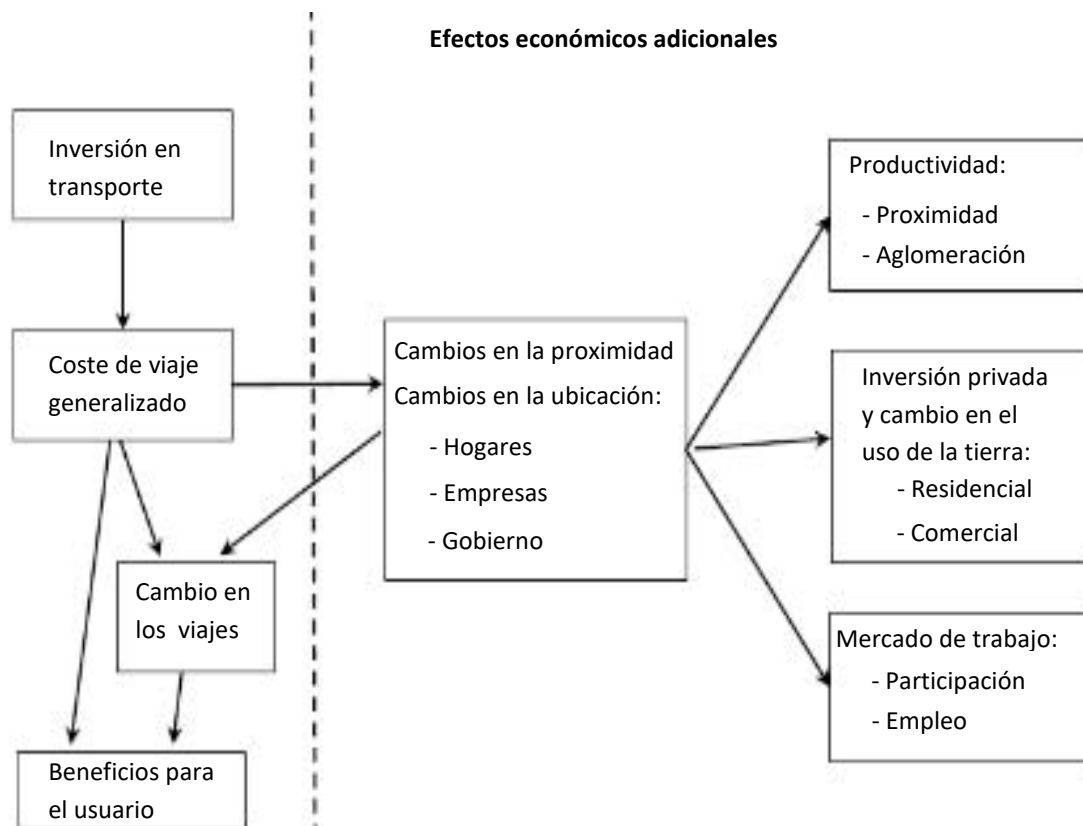 Efectos económicos adicionales
Inversión en
transporte
Coste de viaje
generalizado
Cambio en
los viajes
Beneficios para
el usuario
Cambios en la proximidad
Cambios en la ubicación:
- Hogares
- Empresas
- Gobierno
Productividad:
- Proximidad
- Aglomeración
Inversión privada
y cambio en el
uso de la tierra:
- Residencial
- Comercial
Mercado de trabajo:
- Participación
- Empleo